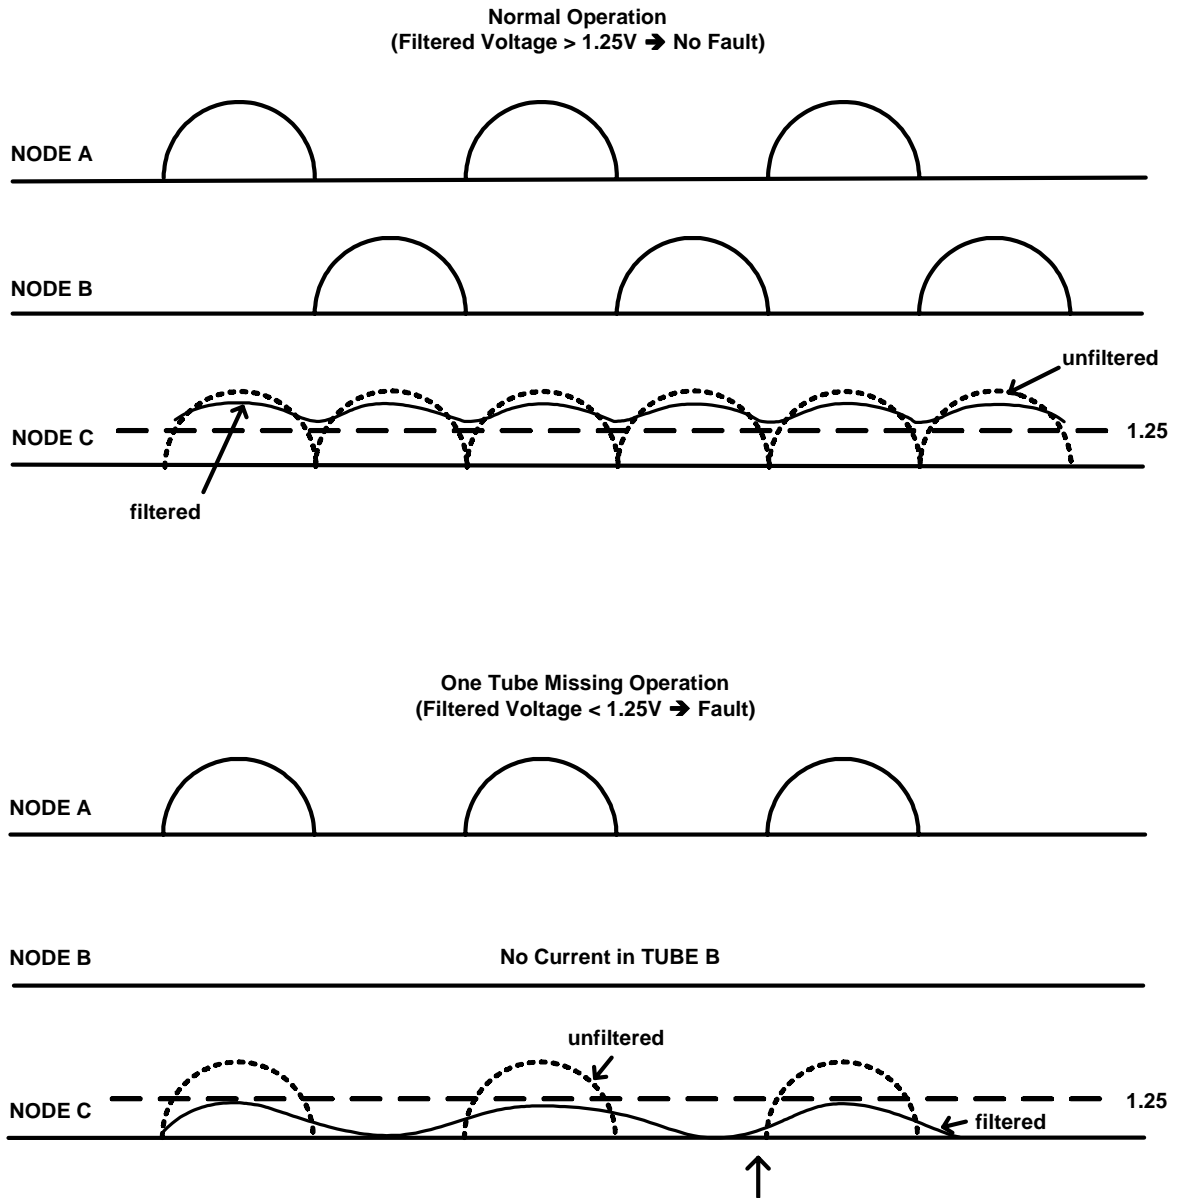 Normal Operation
(Filtered Voltage > 1.25V ➔ No Fault)
NODE A
NODE B
unfiltered
NODE C
1.25
filtered
One Tube Missing Operation
(Filtered Voltage < 1.25V ➔ Fault)
NODE A
NODE B
No Current in TUBE B
unfiltered
NODE C
1.25
filtered